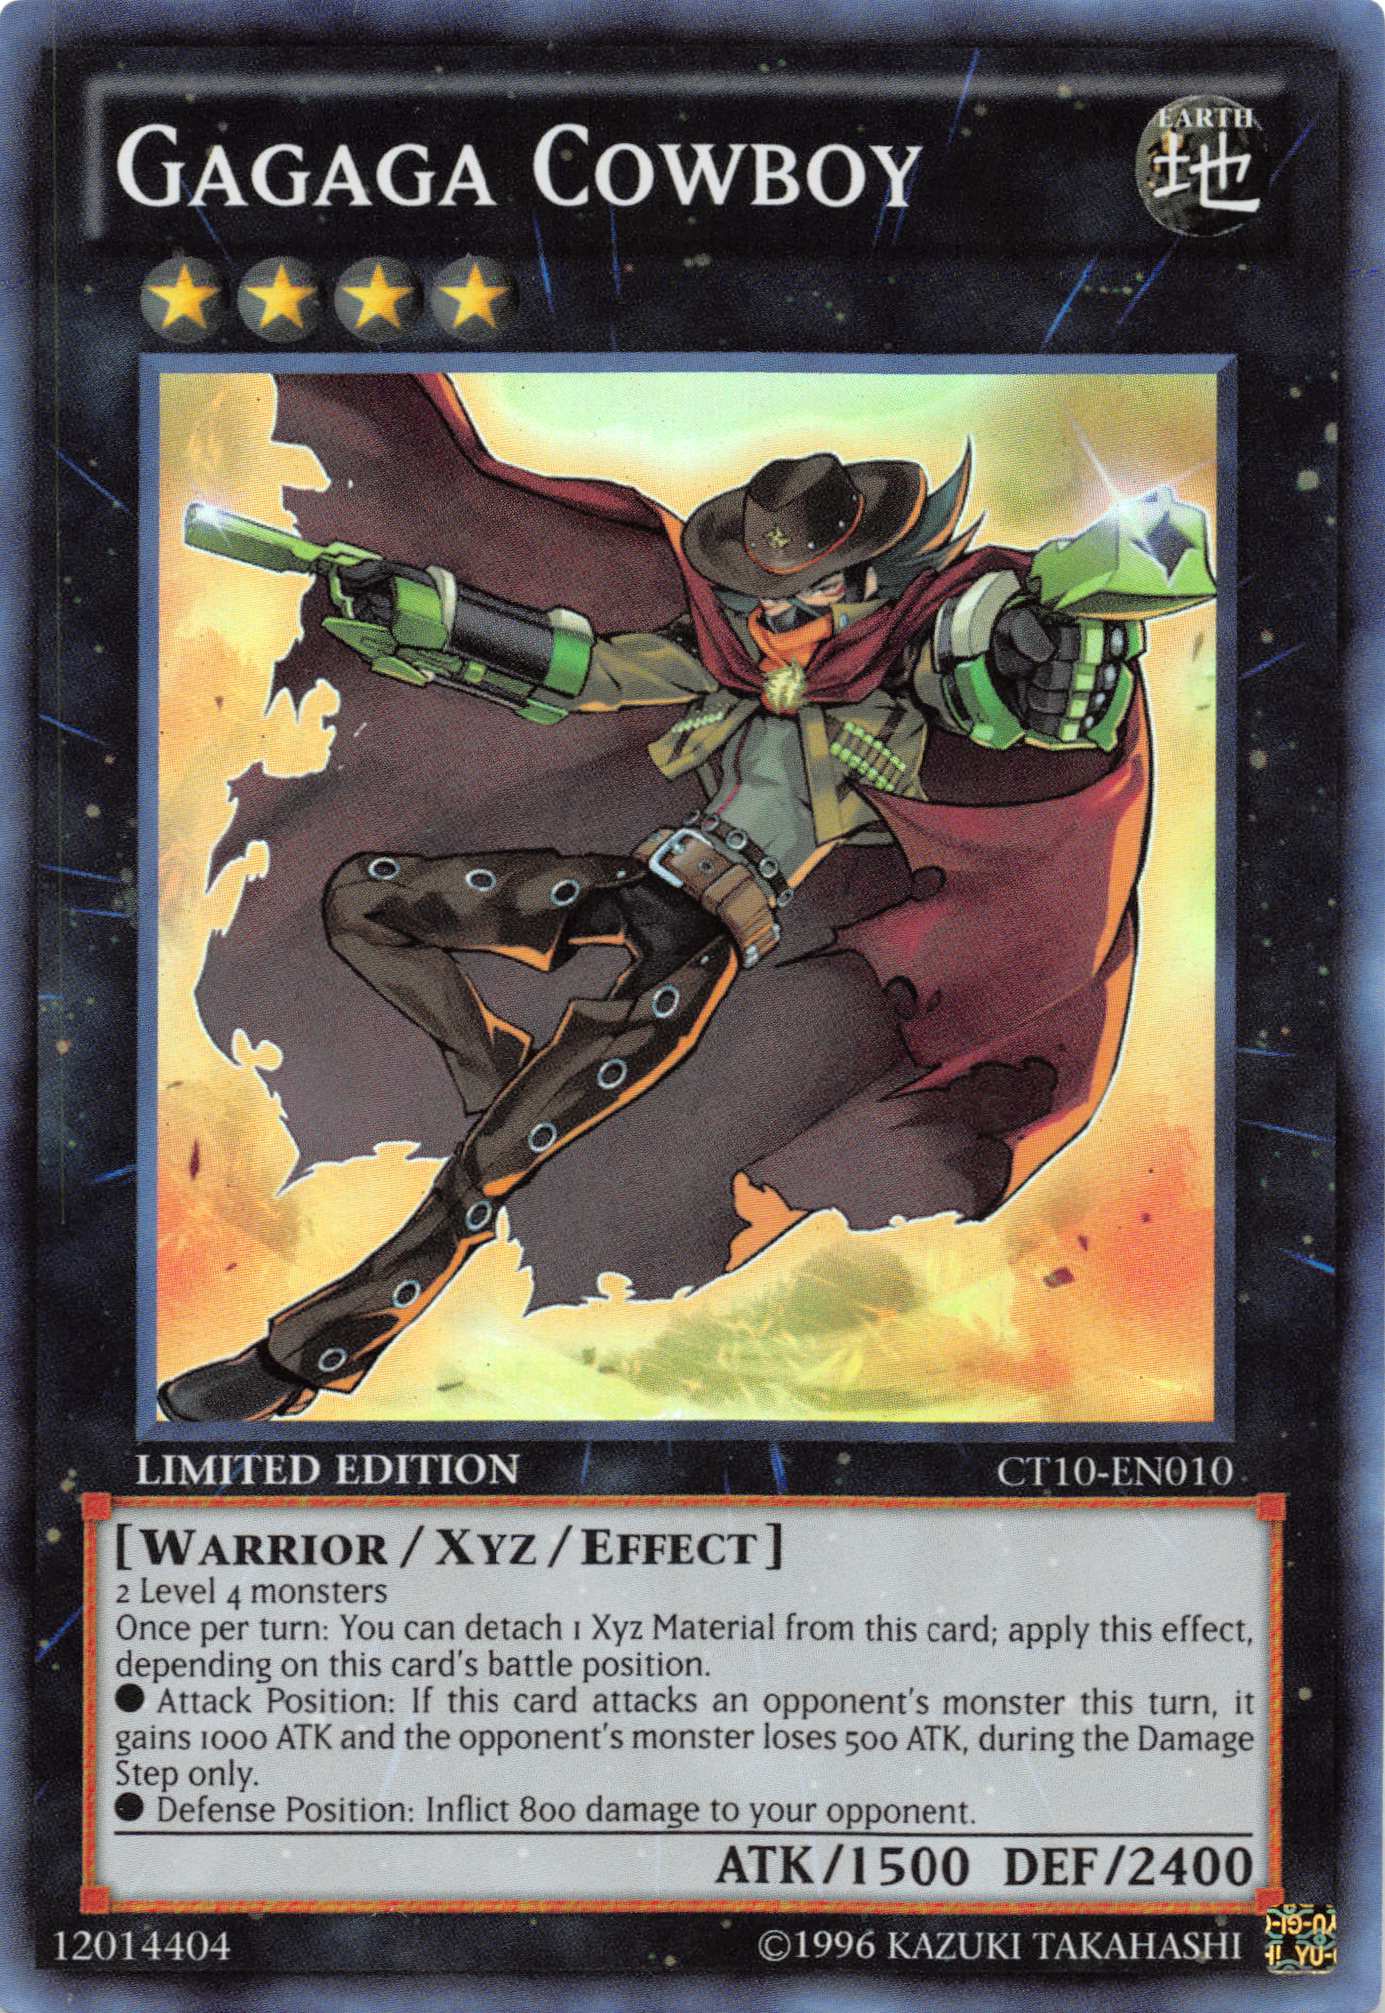 GAGAGA COWBOY
EARTH
地
LIMITED EDITION CT10-EN010
[WARRIOR / XYZ / EFFECT]
2 Level 4 monsters
Once per turn: You can detach 1 Xyz Material from this card; apply this effect,
depending on this card's battle position.
● Attack Position: If this card attacks an opponent's monster this turn, it
gains 1000 ATK and the opponent's monster loses 500 ATK, during the Damage
Step only.
● Defense Position: Inflict 800 damage to your opponent.
ATK/1500 DEF/2400
12014404 ©1996 KAZUKI TAKAHASHI